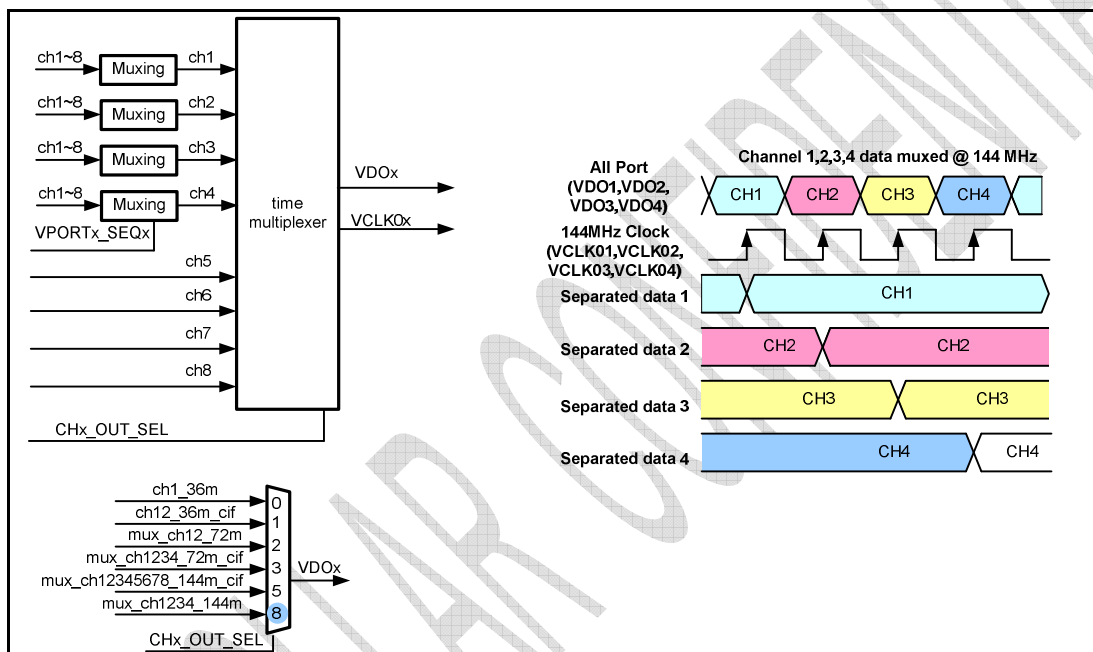 ch1~8
Muxing
ch1
ch1~8
Muxing
ch2
ch1~8
Muxing
ch3
ch1~8
Muxing
ch4
VPORTx_SEQx
ch5
ch6
ch7
ch8
time
multiplexer
VDOx
VCLK0x
CHx_OUT_SEL
ch1_36m
ch12_36m_cif
mux_ch12_72m
mux_ch1234_72m_cif
mux_ch12345678_144m_cif
mux_ch1234_144m
0
1
2
3
5
8
VDOx
CHx_OUT_SEL
Channel 1,2,3,4 data muxed @ 144 MHz
All Port
(VDO1,VDO2,
VDO3,VDO4)
CH1 CH2 CH3 CH4
144MHz Clock
(VCLK01,VCLK02,
VCLK03,VCLK04)
Separated data 1 CH1
Separated data 2 CH2 CH2
Separated data 3 CH3 CH3
Separated data 4 CH4 CH4